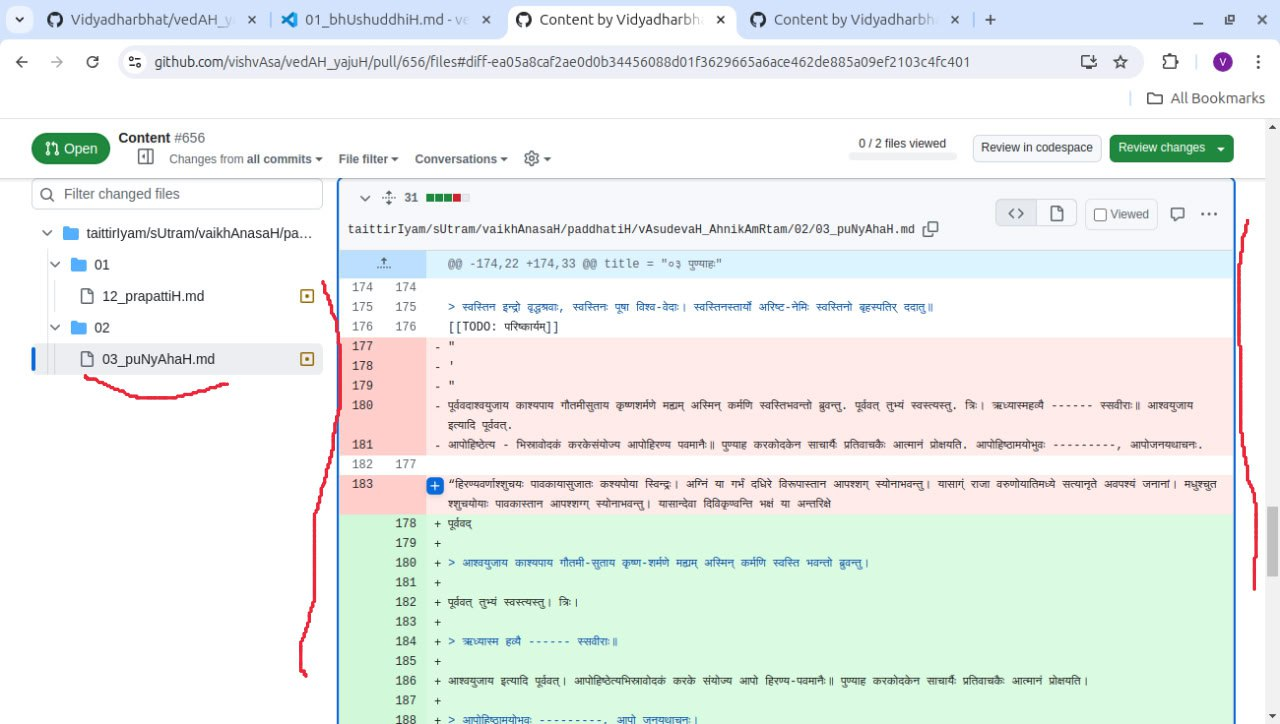 Vidyadharbhat/vedAH_y
01_bhUshuddhiH.md - ve
Content by Vidyadharbha
Content by Vidyadharbh
github.com/vishvAsa/vedAH_yajuH/pull/656/files#diff-ea05f8caf2ae0d0b34456088d01f3629665a6ace462de885a09ef2103c4fc401
V
All Bookmarks
Open
Content #656
Changes from all commits
File filter
Conversations
0 / 2 files viewed
Review in codespace
Review changes
Filter changed files
taittirIyam/sUtram/vaikhAnasaH/pa…
01
12_prapattiH.md
02
03_puNyAhaH.md
31
Viewed
taittirIyam/sUtram/vaikhAnasaH/paddhatiH/vAsudevaH_AhnikAmRtam/02/03_puNyAhaH.md
@@ -174,22 +174,33 @@ title = "०३ पुण्याहः"
174 174
175 175 > स्वस्तिन इन्द्रो वृद्धश्रवाः, स्वस्तिनः पूषा विश्व-वेदाः। स्वस्तिनस्तार्यो अरिष्ट-नेमिः स्वस्तिनो बृहस्पतिर् ददातु॥
176 176 [[TODO: परिष्कार्यम्]]
177 - "
178 - '
179 - "
180 - पूर्ववदाश्वयुजाय काश्यपाय गौतमीसुताय कृष्णशर्मणे मह्यम् अस्मिन् कर्मणि स्वस्तिभवन्तो ब्रुवन्तु. पूर्ववत् तुभ्यं स्वस्त्यस्तु. त्रिः। ऋध्यास्महव्यै ------ स्सवीराः॥ आश्वयुजाय
इत्यादि पूर्ववत्.
181 - आपोहिष्ठेत्य - भिस्रावोदकं करकेसंयोज्य आपोहिरण्य पवमानैः॥ पुण्याह करकोदकेन साचार्यैः प्रतिवाचकैः आत्मानं प्रोक्षयति. आपोहिष्ठामयोभुवः ---------, आपोजनयथाचनः.
182 177
183 “हिरण्यवर्णाश्शुचयः पावकायासुजातः कश्यपोया स्विन्द्रः। अग्निं या गर्भं दधिरे विरूपास्तान आपश्शग् स्योनाभवन्तु। यासाग्ं राजा वरुणोयातिमध्ये सत्यानृते अवपश्यं जनानां। मधुश्चुत
श्शुचयोयाः पावकास्तान आपश्शग्ग् स्योनाभवन्तु। यासान्देवा दिविकृण्वन्ति भक्षं या अन्तरिक्षे
178 + पूर्ववद्
179 +
180 + > आश्वयुजाय काश्यपाय गौतमी-सुताय कृष्ण-शर्मणे मह्यम् अस्मिन् कर्मणि स्वस्ति भवन्तो ब्रुवन्तु।
181 +
182 + पूर्ववत् तुभ्यं स्वस्त्यस्तु। त्रिः।
183 +
184 + > ऋध्यास्म हव्यै ------ स्सवीराः॥
185 +
186 + आश्वयुजाय इत्यादि पूर्ववत्। आपोहिष्ठेत्यभिस्रावोदकं करके संयोज्य आपो हिरण्य-पवमानैः॥ पुण्याह करकोदकेन साचार्यैः प्रतिवाचकैः आत्मानं प्रोक्षयति।
187 +
188 + > आपोहिष्ठामयोभुवः ---------, आपो जनयथाचनः।